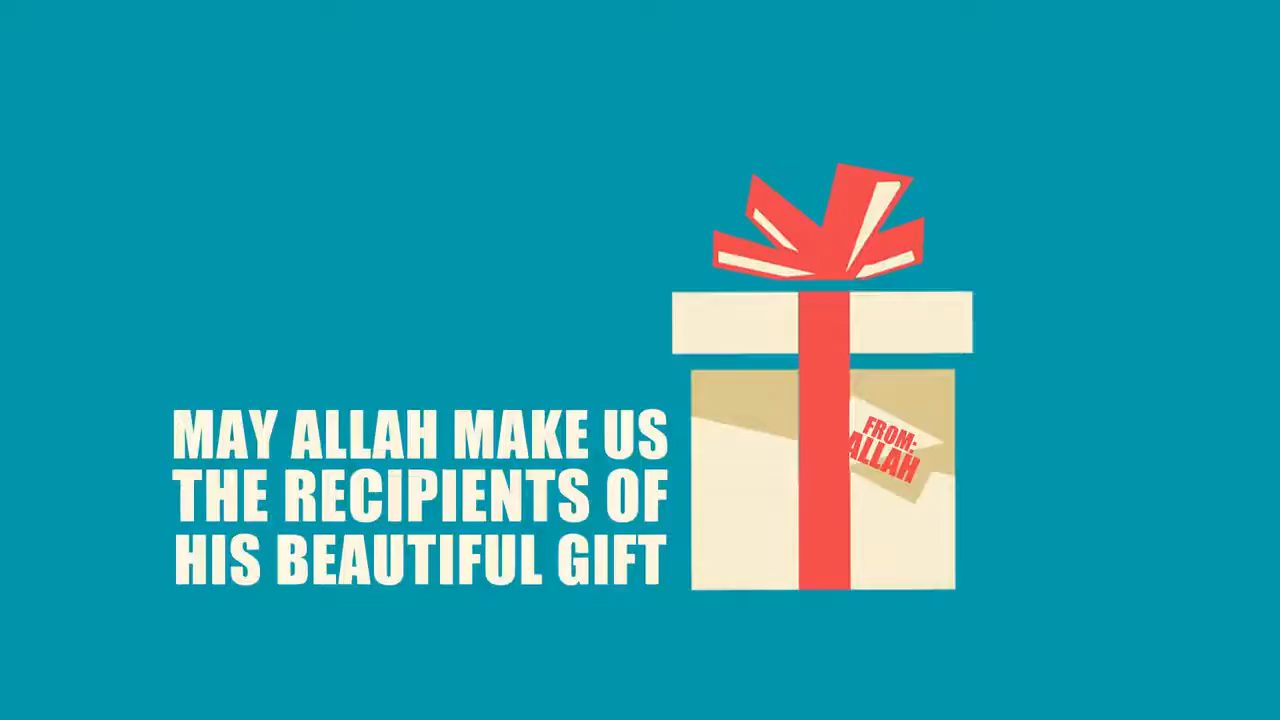 MAY ALLAH MAKE US
THE RECIPIENTS OF
HIS BEAUTIFUL GIFT
FROM:
ALLAH